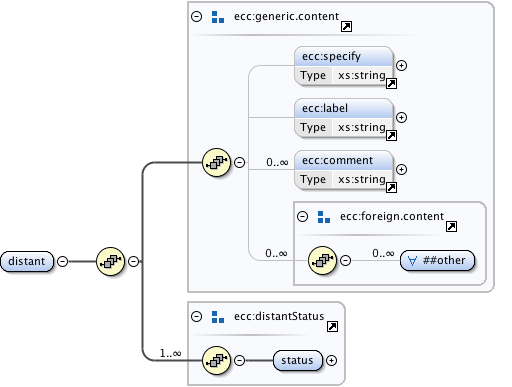 ecc:generic.content
ecc:specify
Type xs:string
ecc:label
Type xs:string
0..∞ ecc:comment
Type xs:string
ecc:foreign.content
0..∞ 0..∞ ∀ ##other
distant
ecc:distantStatus
1..∞ status